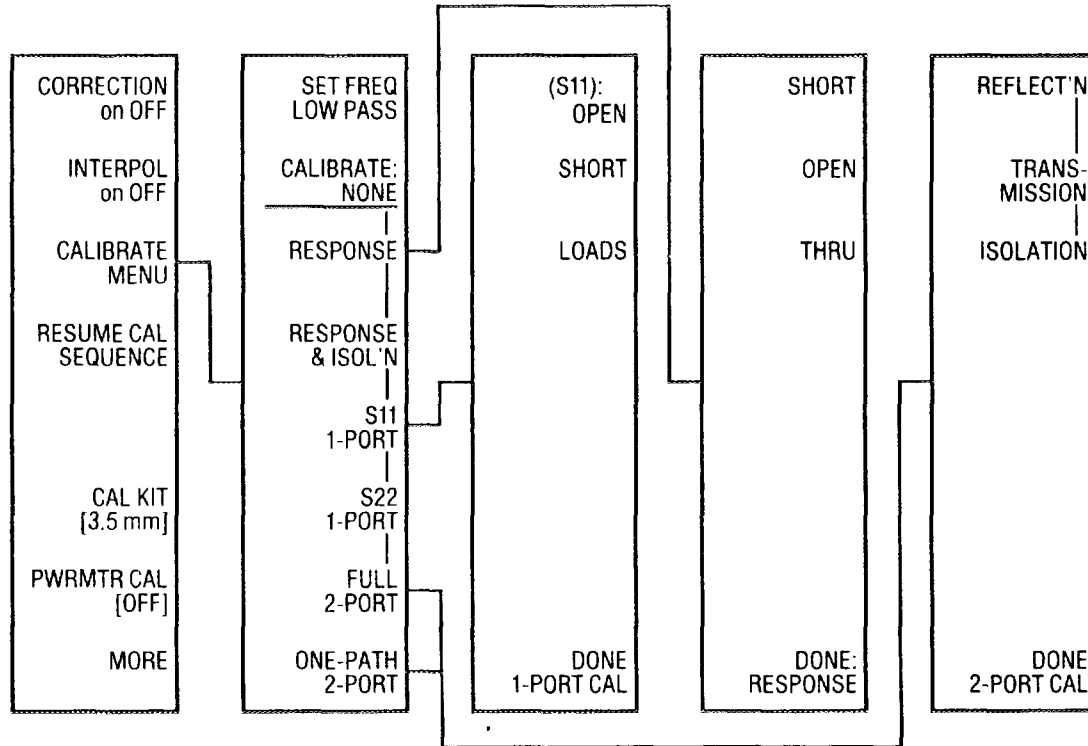 CORRECTION
on OFF
INTERPOL
on OFF
CALIBRATE
MENU
RESUME CAL
SEQUENCE
CAL KIT
[3.5 mm]
PWRMTR CAL
[OFF]
MORE
SET FREQ
LOW PASS
CALIBRATE:
NONE
RESPONSE
RESPONSE
& ISOL'N
S11
1-PORT
S22
1-PORT
FULL
2-PORT
ONE-PATH
2-PORT
(S11):
OPEN
SHORT
LOADS
DONE
1-PORT CAL
SHORT
OPEN
THRU
DONE:
RESPONSE
REFLECT'N
TRANS-
MISSION
ISOLATION
DONE
2-PORT CAL